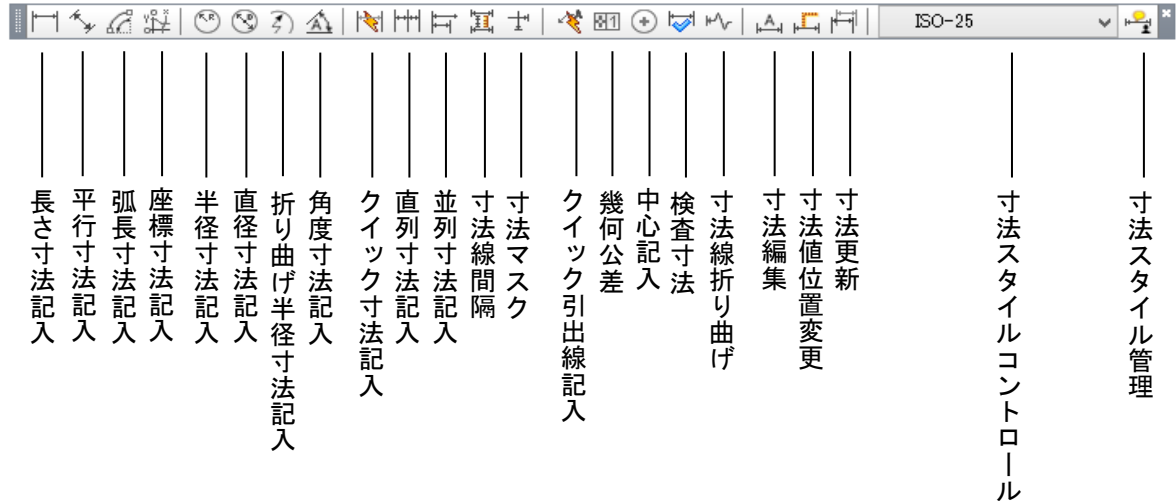 ISO-25
長さ寸法記入
平行寸法記入
弧長寸法記入
座標寸法記入
半径寸法記入
直径寸法記入
折り曲げ半径寸法記入
角度寸法記入
クイック寸法記入
直列寸法記入
並列寸法記入
寸法線間隔
寸法マスク
クイック引出線記入
幾何公差
中心記入
検査寸法
寸法線折り曲げ
寸法編集
寸法値位置変更
寸法更新
寸法スタイルコントロール
寸法スタイル管理